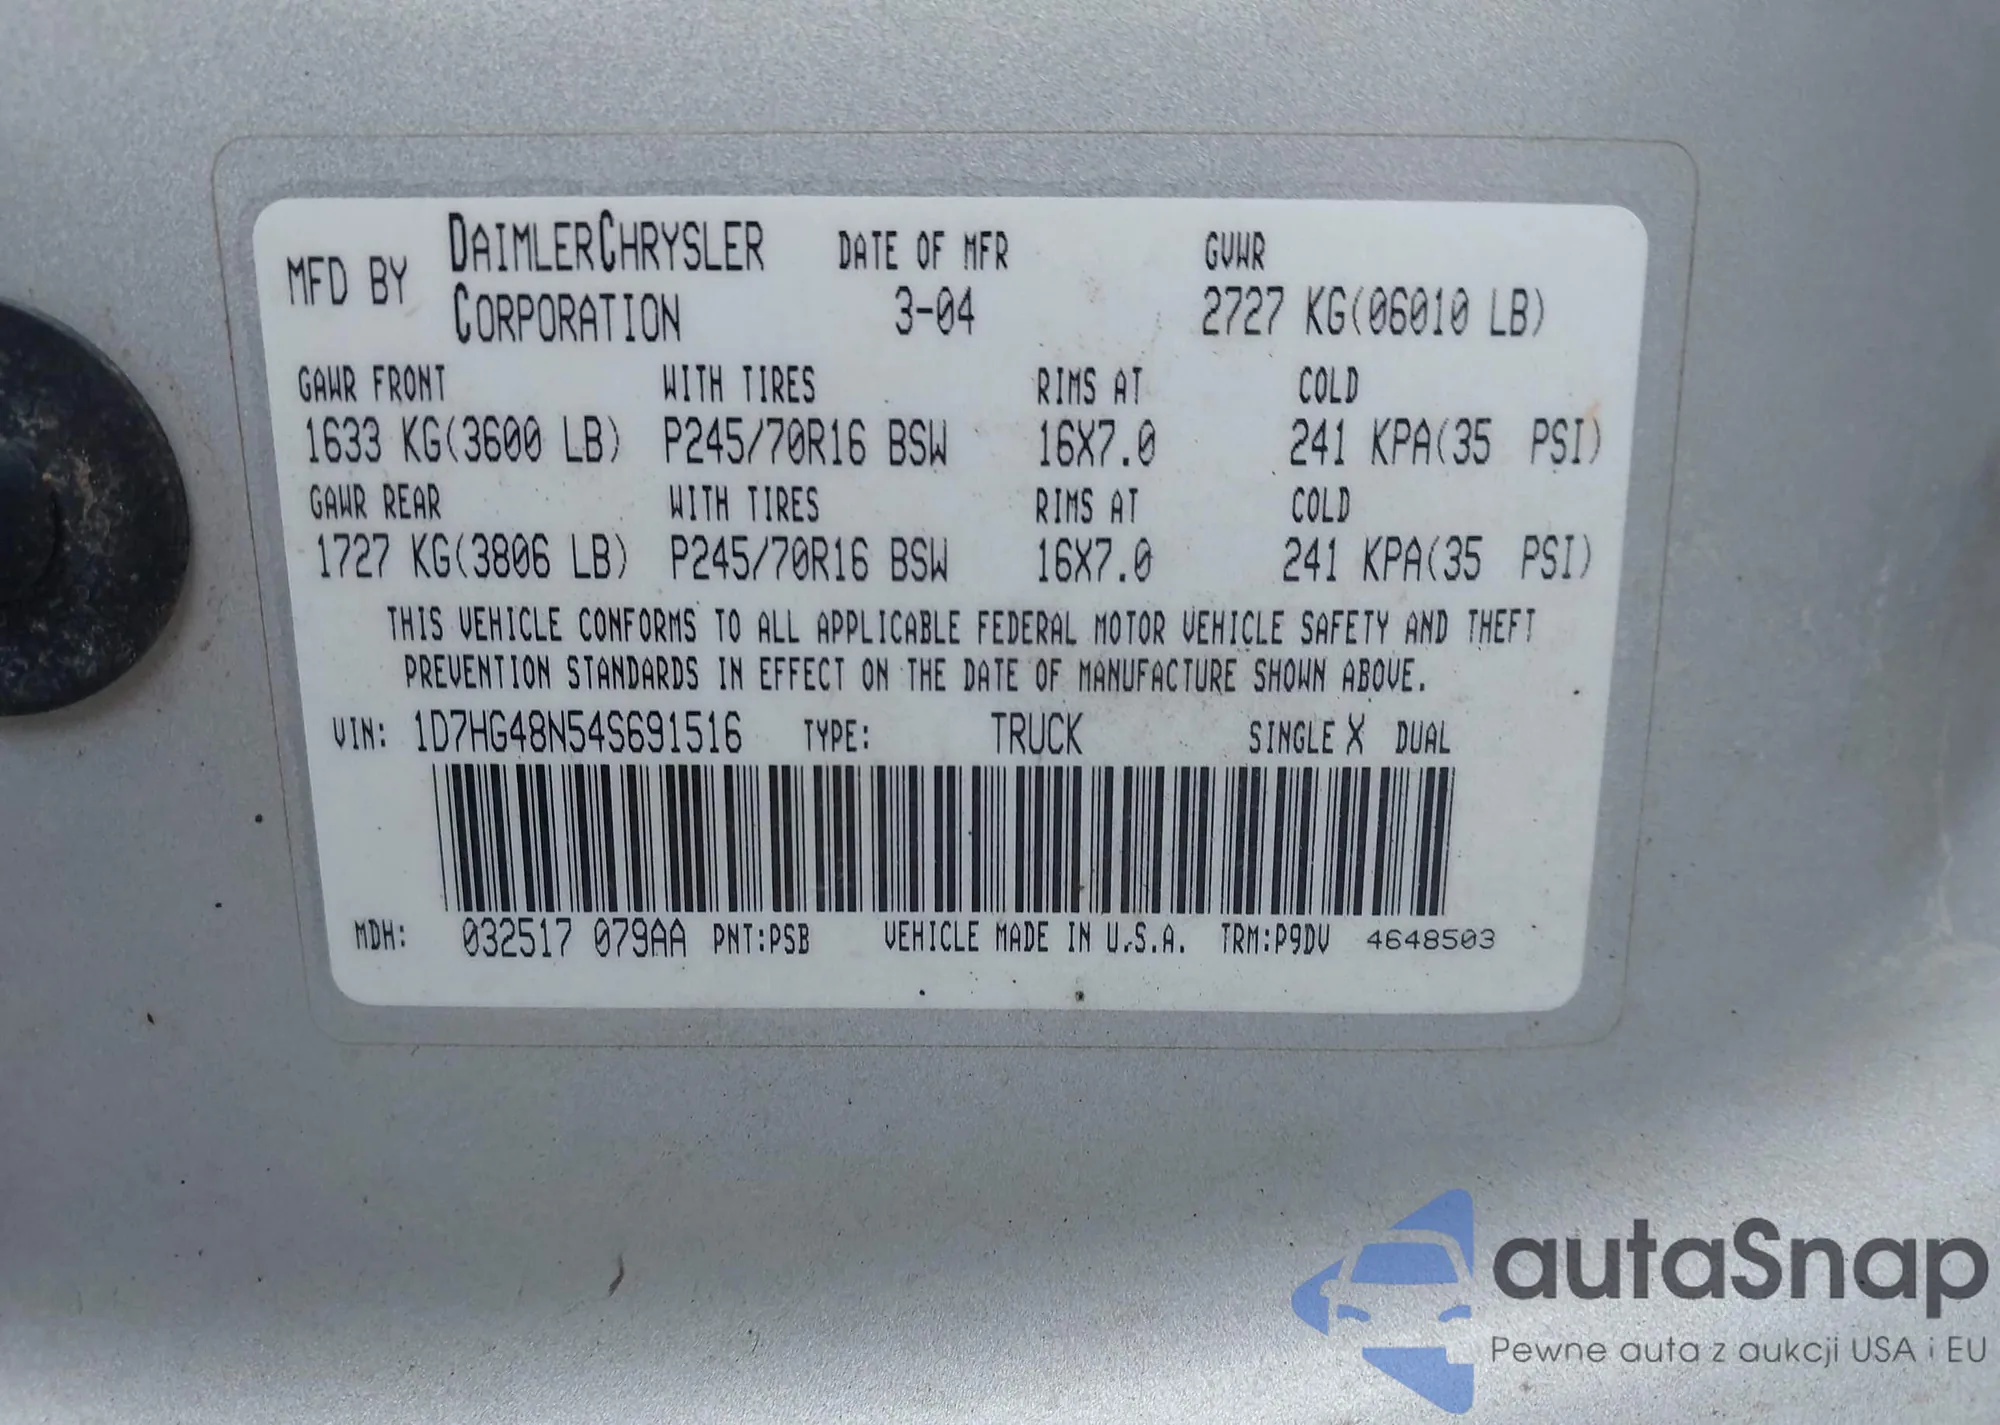 MFD BY DAIMLERCHRYSLER CORPORATION DATE OF MFR 3-04 GVWR 2727 KG(06010 LB)
GAWR FRONT WITH TIRES RIMS AT COLD
1633 KG(3600 LB) P245/70R16 BSW 16X7.0 241 KPA(35 PSI)
GAWR REAR WITH TIRES RIMS AT COLD
1727 KG(3806 LB) P245/70R16 BSW 16X7.0 241 KPA(35 PSI)
THIS VEHICLE CONFORMS TO ALL APPLICABLE FEDERAL MOTOR VEHICLE SAFETY AND THEFT
PREVENTION STANDARDS IN EFFECT ON THE DATE OF MANUFACTURE SHOWN ABOVE.
VIN: 1D7HG48N54S691516 TYPE: TRUCK SINGLE X DUAL
MDH: 032517 079AA PNT:PSB VEHICLE MADE IN U.S.A. TRM:P9DV 4648503
autaSnap
Pewne auta z aukcji USA i EU